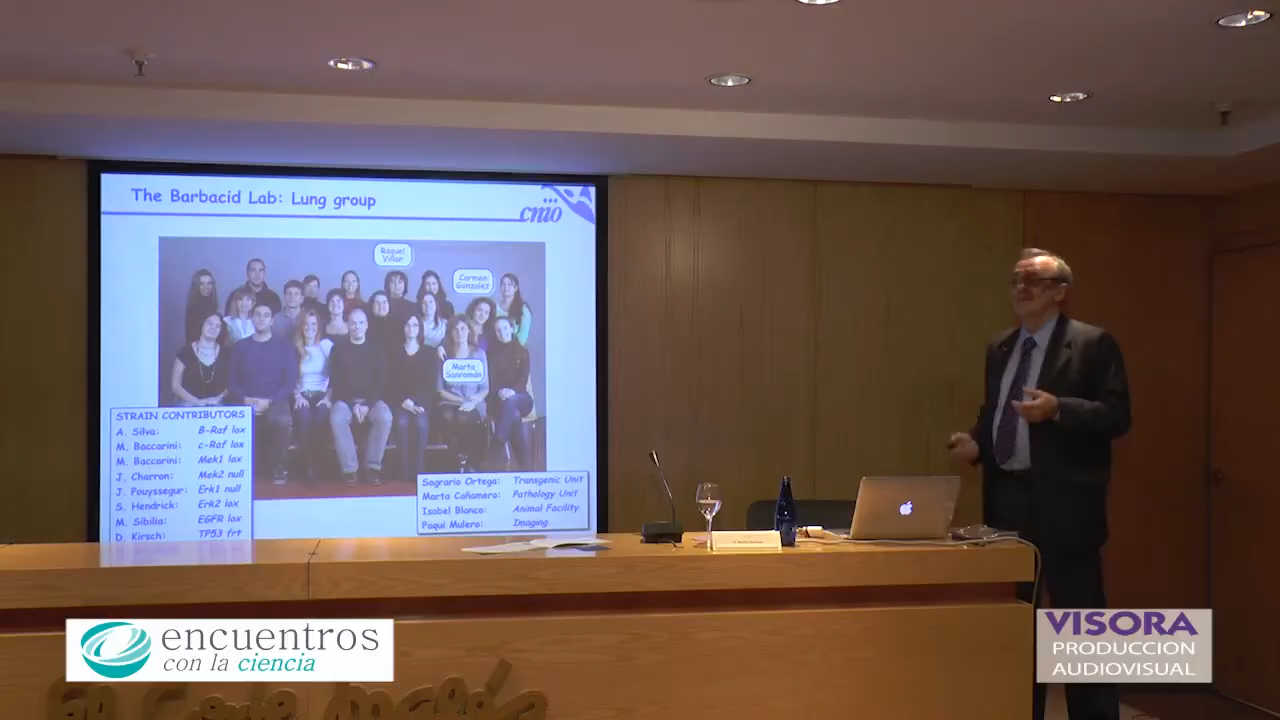 The Barbacid Lab: Lung group
cnio
Raquel
Villar
Carmen
Gonzalez
Marta
Sanromán
STRAIN CONTRIBUTORS
A. Silva: B-Raf lox
M. Baccarini: c-Raf lox
M. Baccarini: Mek1 lox
J. Charron: Mek2 null
J. Pouyssegur: Erk1 null
S. Hendrick: Erk2 lox
M. Sibilia: EGFR lox
D. Kirsch: TP53 frt
Sagrario Ortega: Transgenic Unit
Marta Cañamero: Pathology Unit
Isabel Blanco: Animal Facility
Paqui Mulero: Imaging
encuentros
con la ciencia
VISORA
PRODUCCION
AUDIOVISUAL